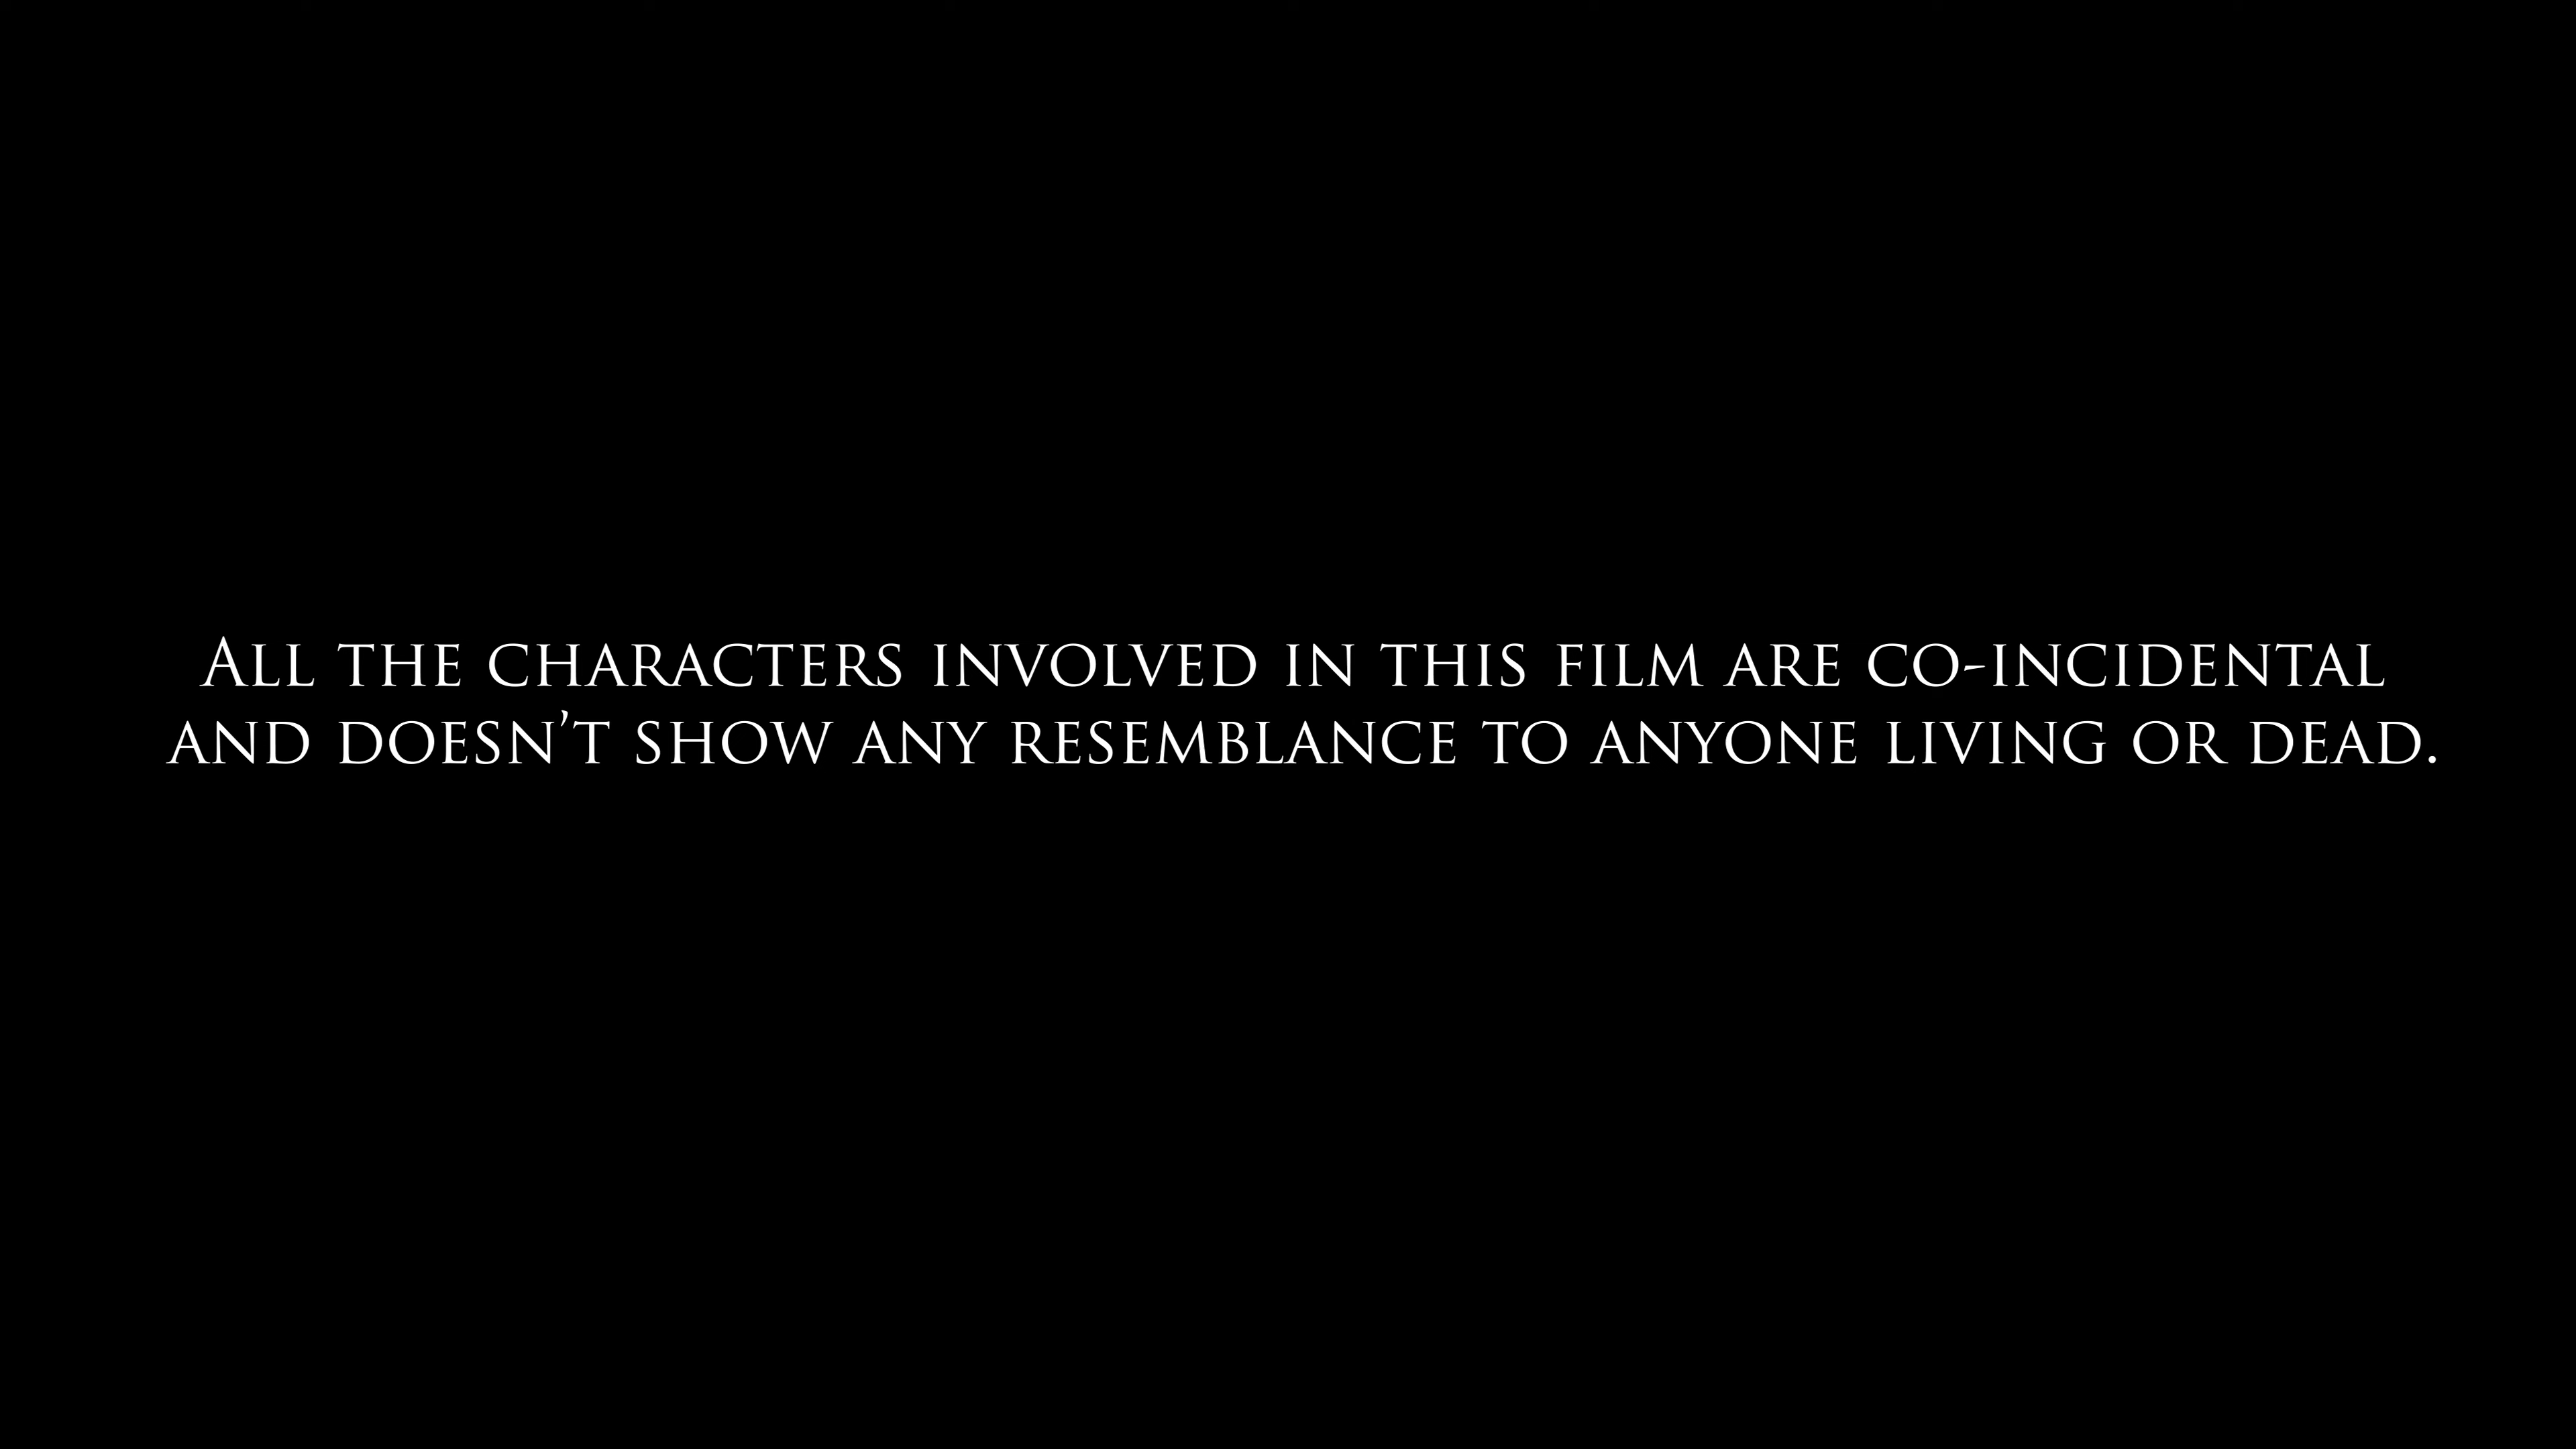 All the characters involved in this film are co-incidental
and doesn’t show any resemblance to anyone living or dead.